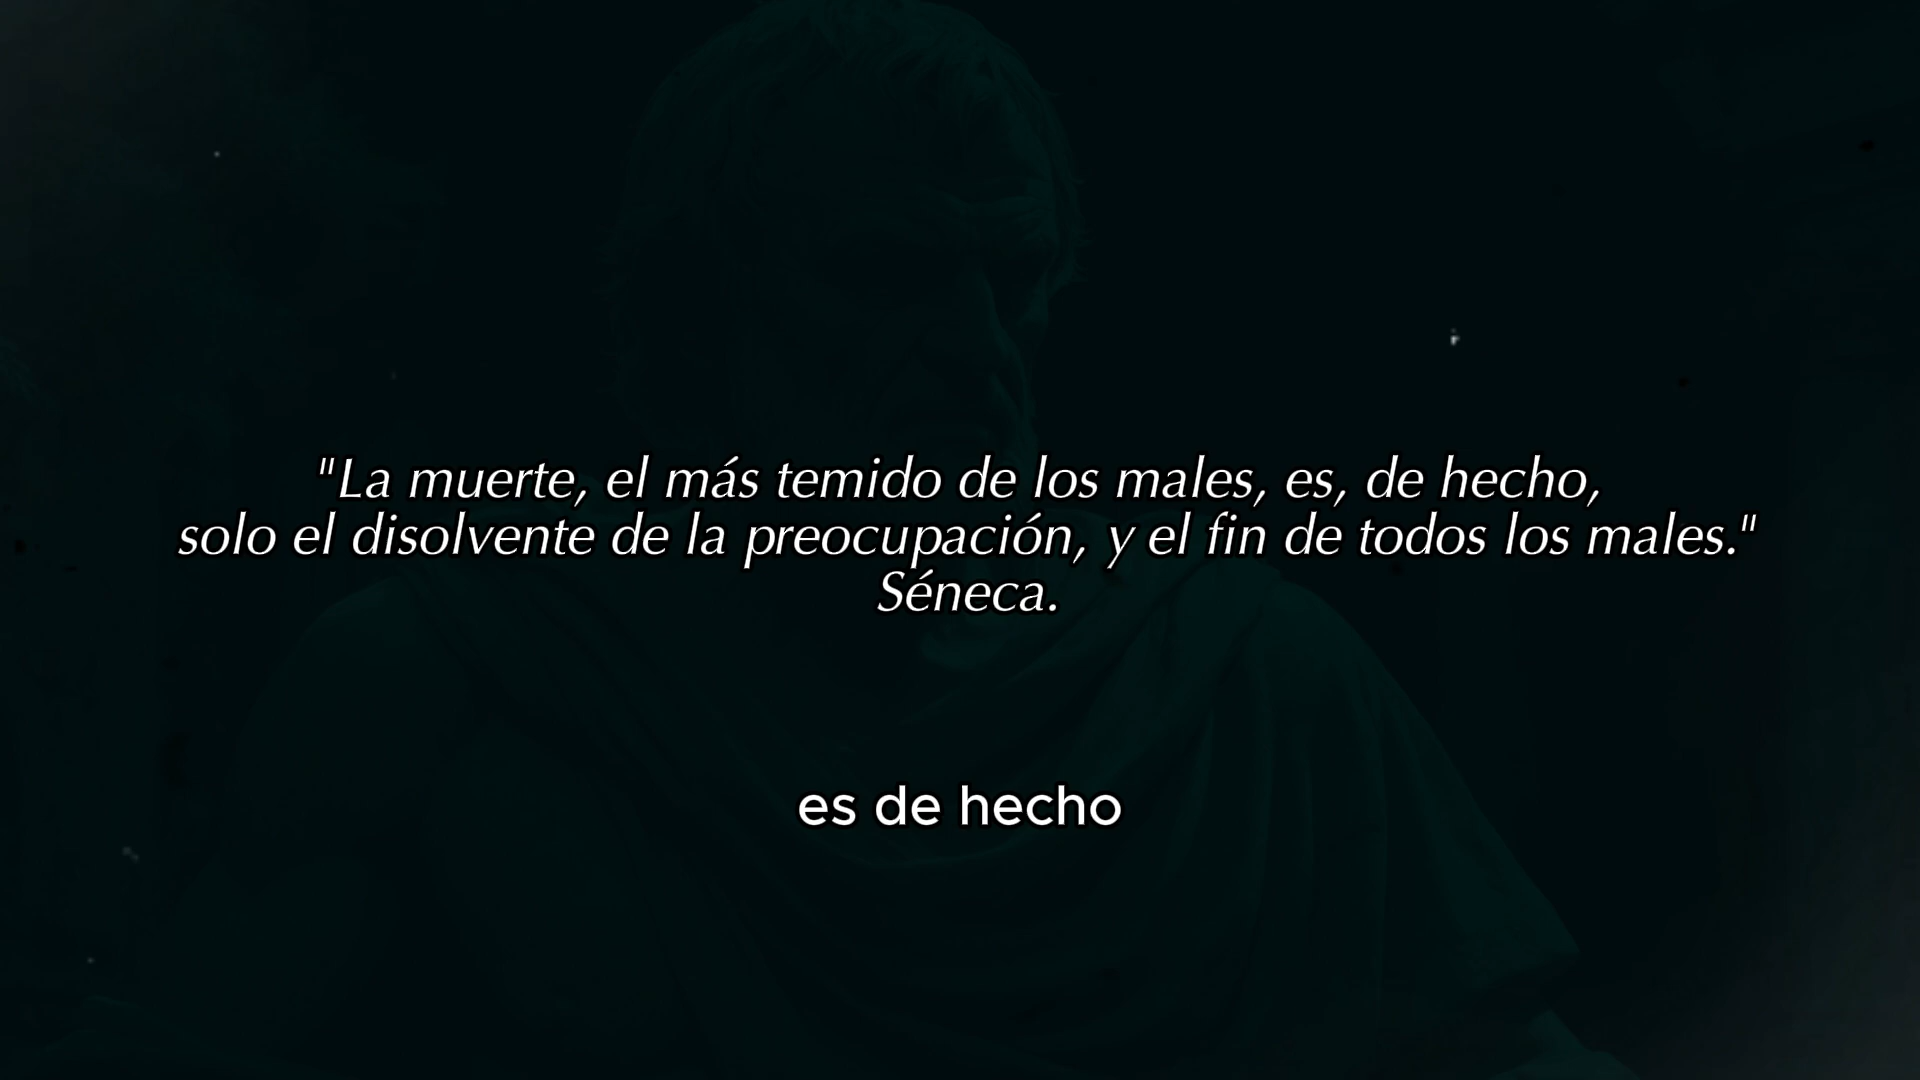 "La muerte, el más temido de los males, es, de hecho,
solo el disolvente de la preocupación, y el fin de todos los males."
Séneca.
es de hecho